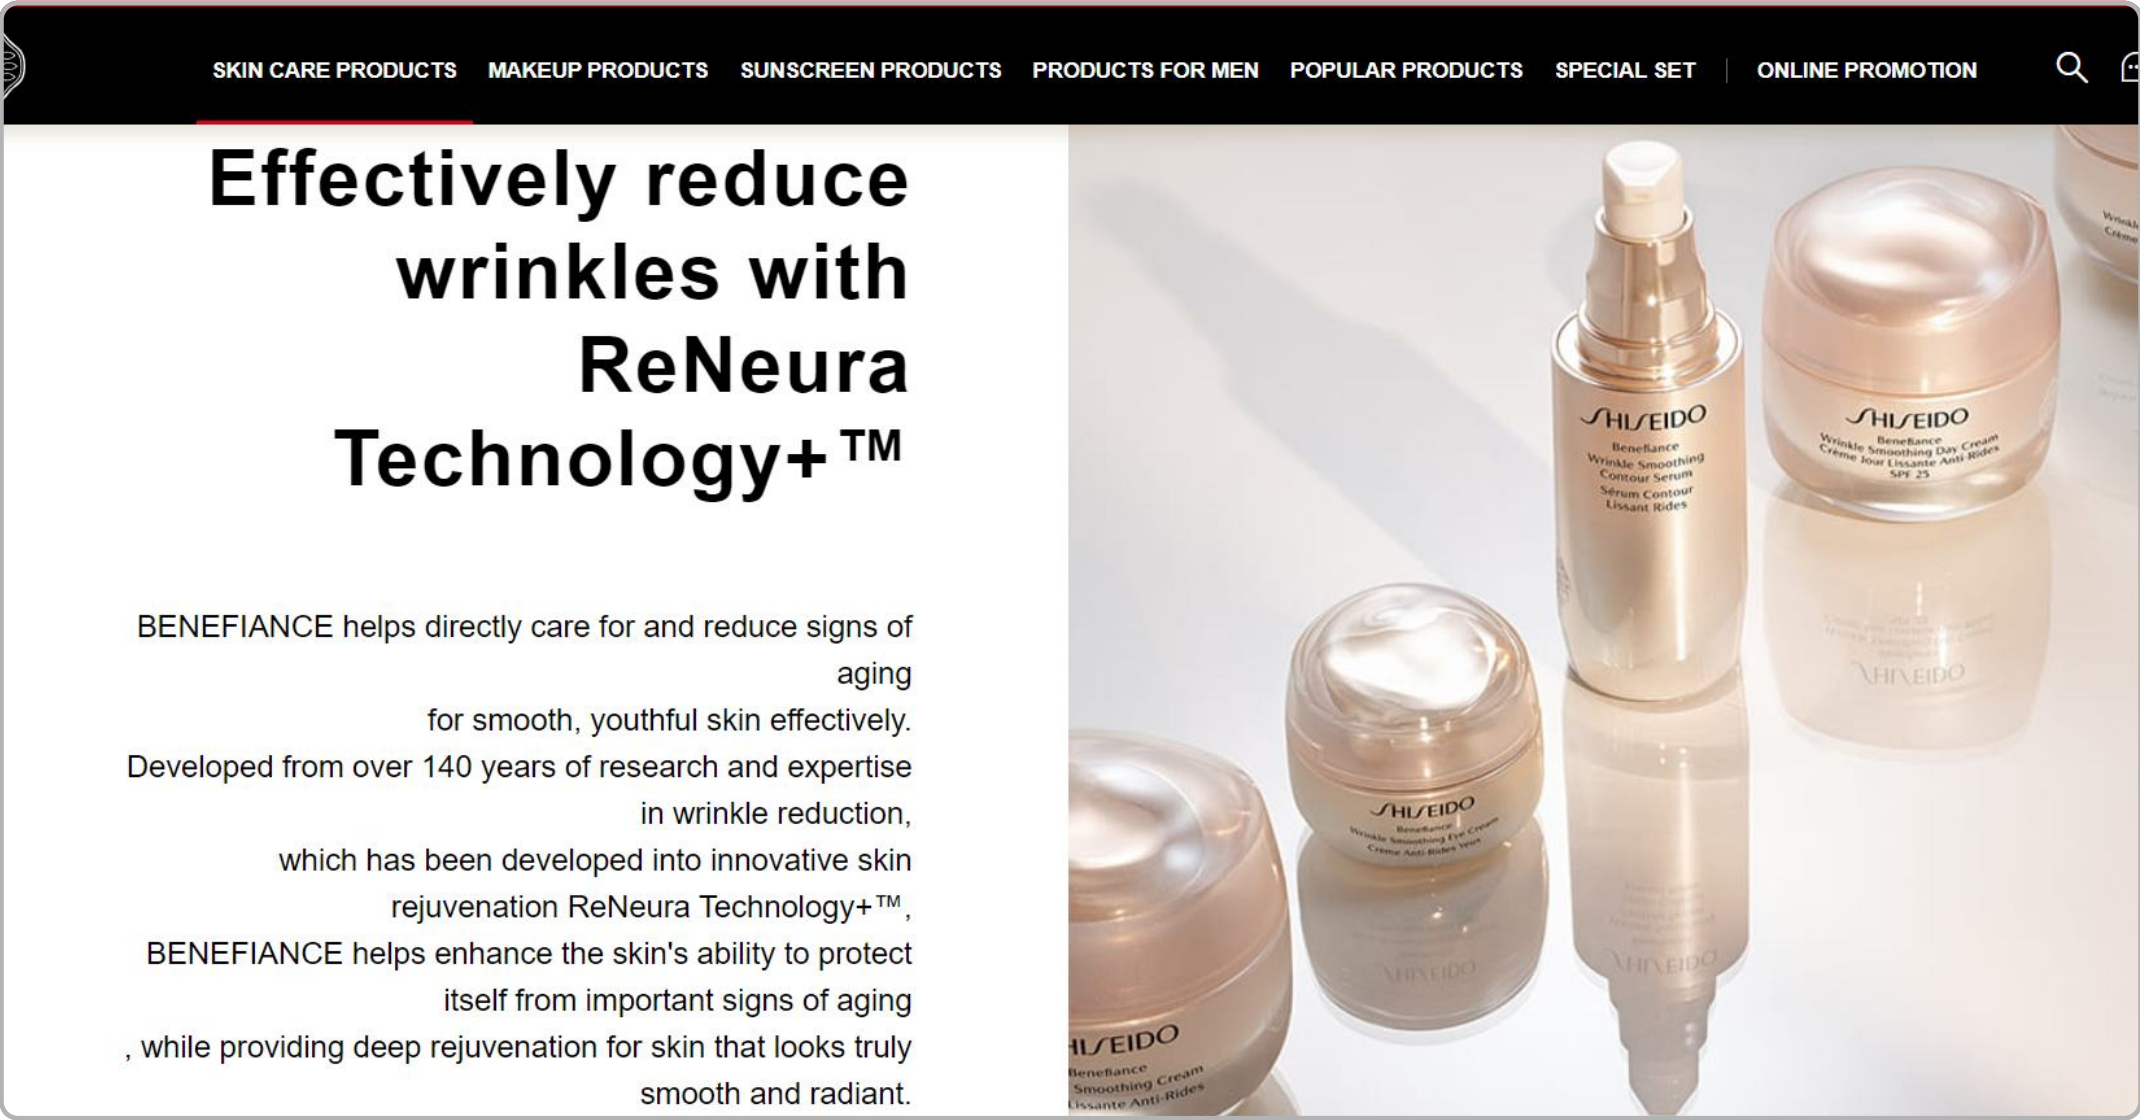 SKIN CARE PRODUCTS MAKEUP PRODUCTS SUNSCREEN PRODUCTS PRODUCTS FOR MEN POPULAR PRODUCTS SPECIAL SET ONLINE PROMOTION
Effectively reduce
wrinkles with
ReNeura
Technology+™
BENEFIANCE helps directly care for and reduce signs of
aging
for smooth, youthful skin effectively.
Developed from over 140 years of research and expertise
in wrinkle reduction,
which has been developed into innovative skin
rejuvenation ReNeura Technology+™,
BENEFIANCE helps enhance the skin's ability to protect
itself from important signs of aging
, while providing deep rejuvenation for skin that looks truly
smooth and radiant.
SHISEIDO
Benefiance
Wrinkle Smoothing
Contour Serum
Sérum Contour
Lissant Rides
SHISEIDO
Benefiance
Wrinkle Smoothing Day Cream
Crème Jour Lissante Anti-Rides
SPF 25
SHISEIDO
Benefiance
Wrinkle Smoothing Eye Cream
Crème Anti-Rides Yeux
HISEIDO
Benefiance
Smoothing Cream
Lissante Anti-Rides